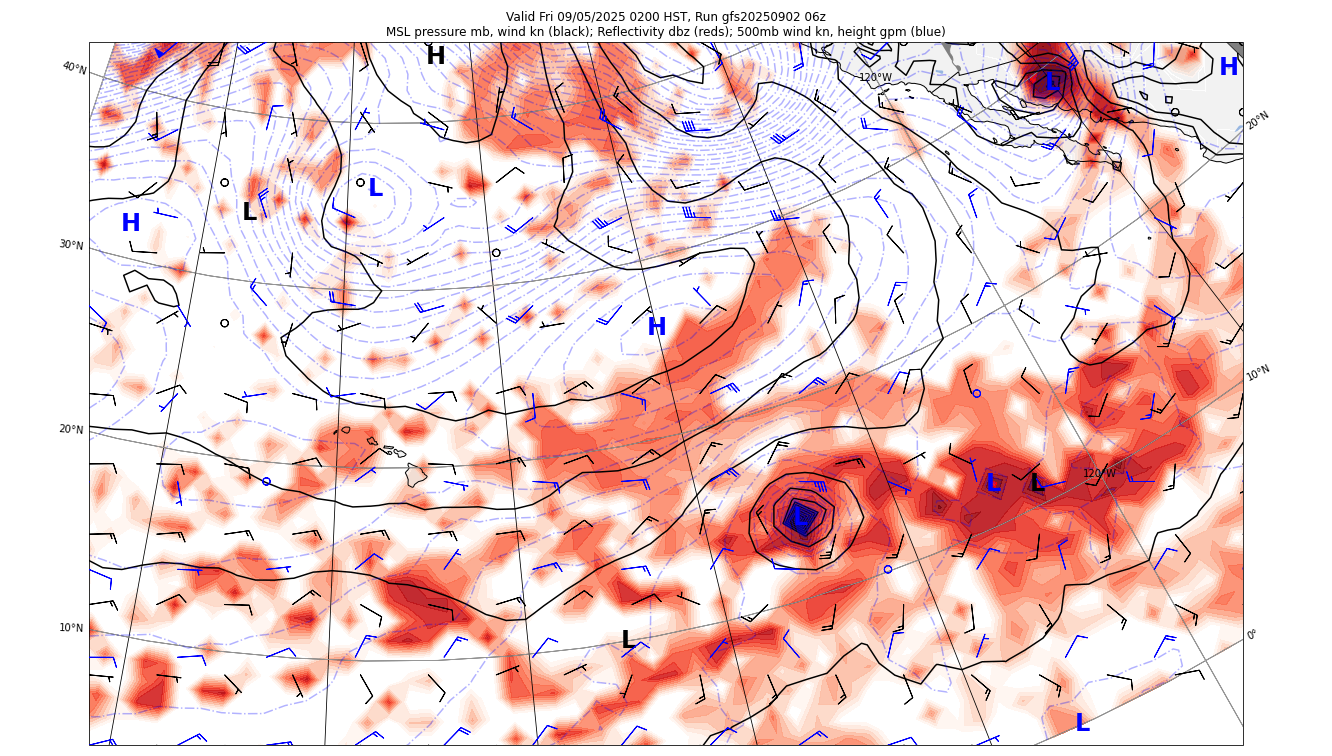 Valid Fri 09/05/2025 0200 HST, Run gfs20250902 06z
MSL pressure mb, wind kn (black); Reflectivity dbz (reds); 500mb wind kn, height gpm (blue)
H
H
40°N
120°W
L
20°N
L
L
H
30°N
H
10°N
20°N
120°W
L
L
L
10°N
L
0°
L